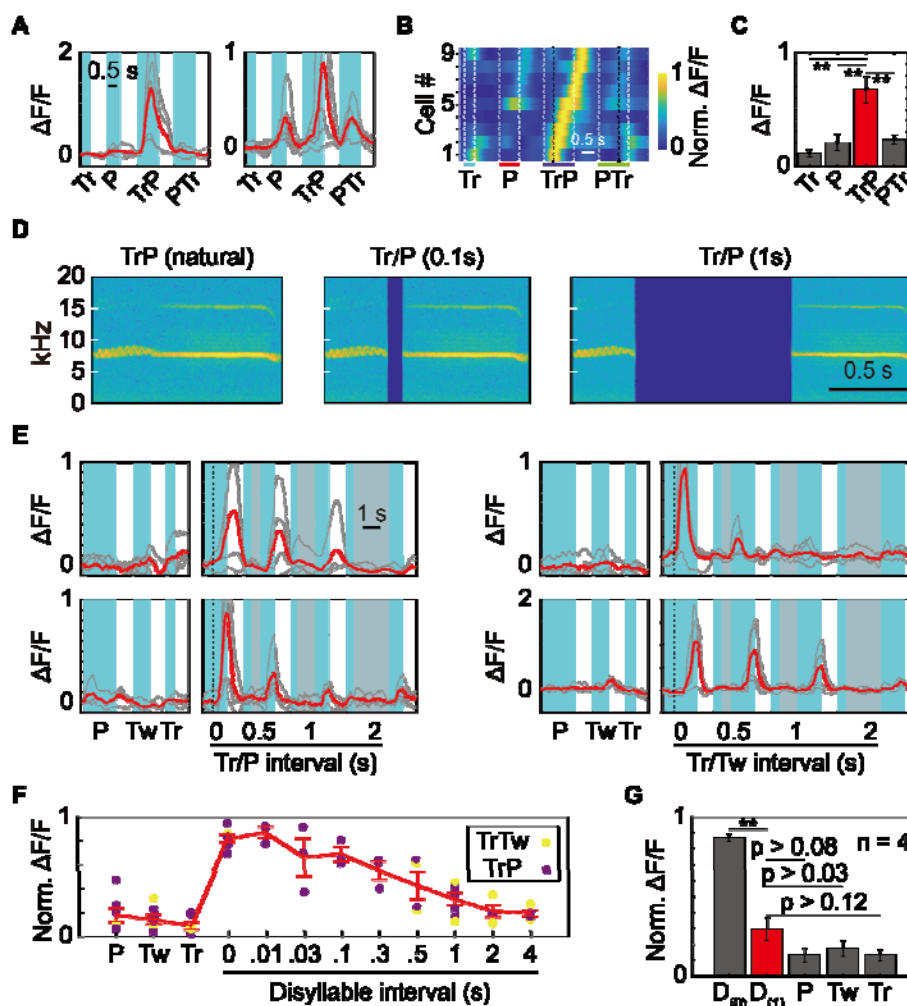 A
B
C
2
ΔF/F
0
0.5 s
Tr P TrP PTr
1
0
Tr P TrP PTr
9
5
1
Cell #
0.5 s
Tr P TrP PTr
1
0
Norm. ΔF/F
1
ΔF/F
0
** ** **
Tr P TrP PTr
D
TrP (natural)
Tr/P (0.1s)
Tr/P (1s)
20
15
10
5
0
kHz
0.5 s
E
1
ΔF/F
0
1 s
1
ΔF/F
0
1
ΔF/F
0
2
ΔF/F
0
P Tw Tr
0 0.5 1 2
Tr/P interval (s)
P Tw Tr
0 0.5 1 2
Tr/Tw interval (s)
F
1
Norm. ΔF/F
0
TrTw
TrP
P Tw Tr 0 .01 .03 .1 .3 .5 1 2 4
Disyllable interval (s)
G
1
Norm. ΔF/F
0
**
p > 0.08
n = 4
p > 0.03
p > 0.12
D(0) D(1) P Tw Tr